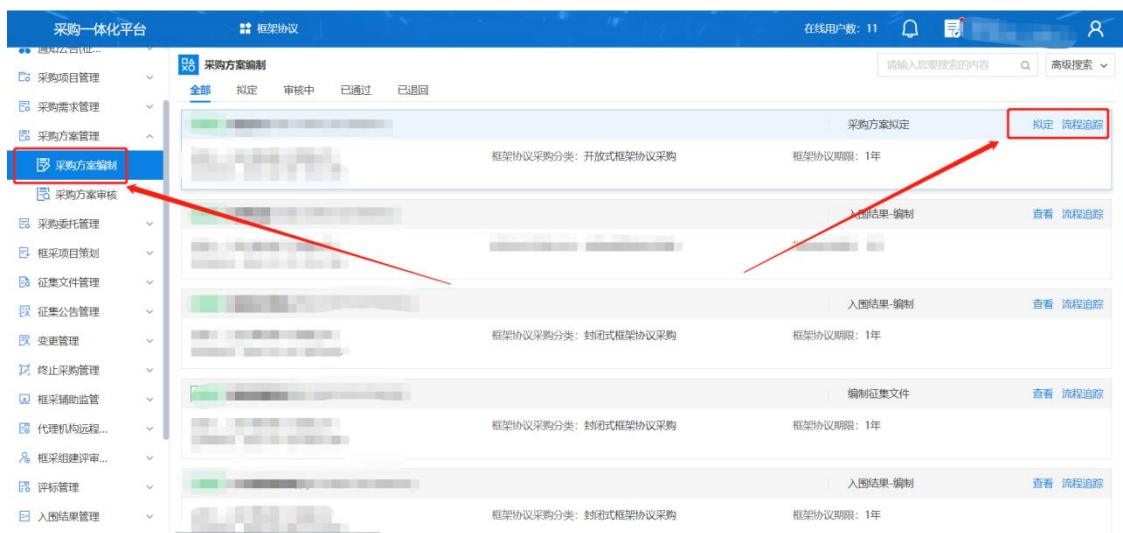 采购一体化平台
框架协议
在线用户数: 11
采购项目管理
采购需求管理
采购方案管理
采购方案编制
采购方案审核
采购委托管理
框采项目策划
征集文件管理
征集公告管理
变更管理
终止采购管理
框采辅助监管
代理机构远程...
框采组建评审...
评标管理
入围结果管理
采购方案编制
请输入您要搜索的内容
高级搜索
全部 拟定 审核中 已通过 已退回
采购方案拟定 拟定 流程追踪
框架协议采购分类: 开放式框架协议采购 框架协议期限: 1年
入围结果-编制 查看 流程追踪
入围结果-编制 查看 流程追踪
框架协议采购分类: 封闭式框架协议采购 框架协议期限: 1年
编制征集文件 查看 流程追踪
框架协议采购分类: 封闭式框架协议采购 框架协议期限: 1年
入围结果-编制 查看 流程追踪
框架协议采购分类: 封闭式框架协议采购 框架协议期限: 1年